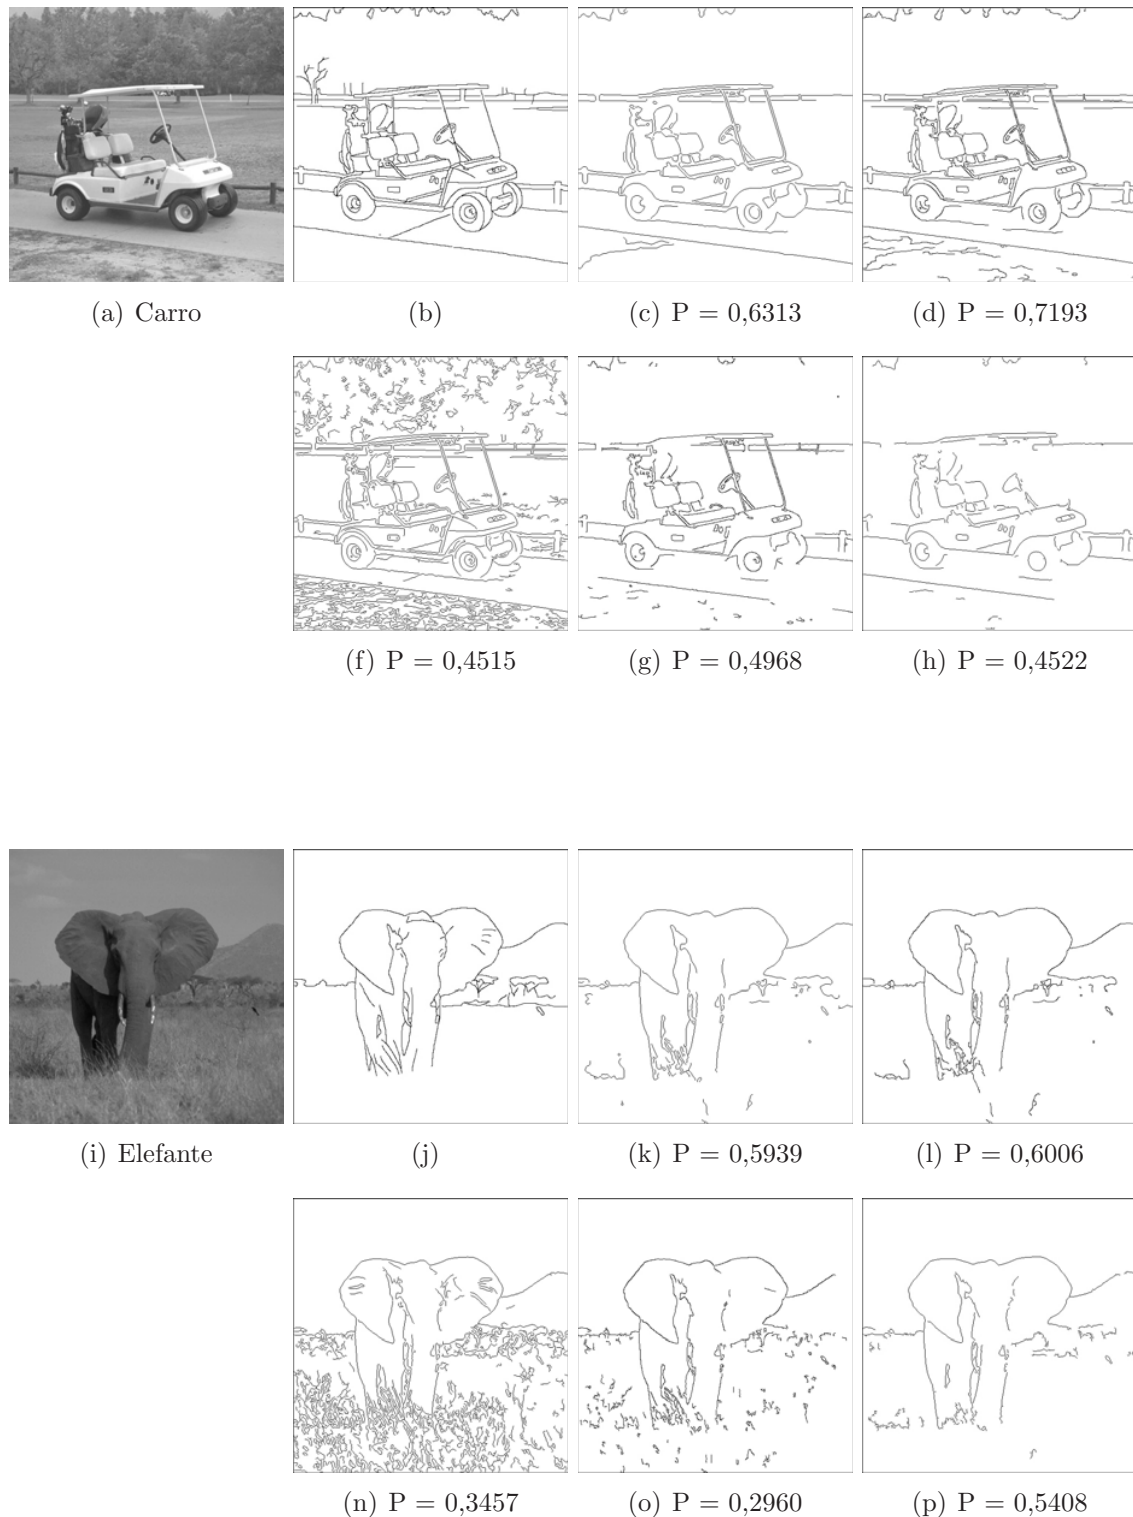 (a) Carro
(b)
(c) P = 0,6313
(d) P = 0,7193
(f) P = 0,4515
(g) P = 0,4968
(h) P = 0,4522
(i) Elefante
(j)
(k) P = 0,5939
(l) P = 0,6006
(n) P = 0,3457
(o) P = 0,2960
(p) P = 0,5408